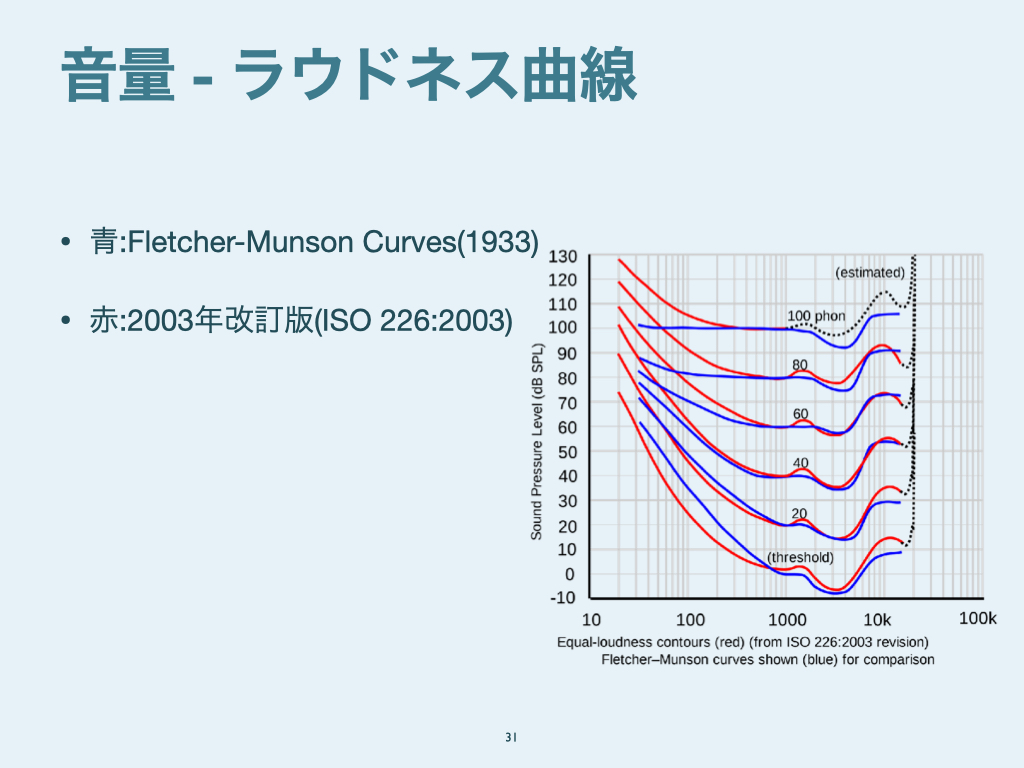 音量 - ラウドネス曲線
• 青:Fletcher-Munson Curves(1933)
• 赤:2003年改訂版(ISO 226:2003)
Sound Pressure Level (dB SPL)
130
120
110
100
90
80
70
60
50
40
30
20
10
0
-10
(estimated)
100 phon
80
60
40
20
(threshold)
10 100 1000 10k 100k
Equal-loudness contours (red) (from ISO 226:2003 revision)
Fletcher–Munson curves shown (blue) for comparison
31